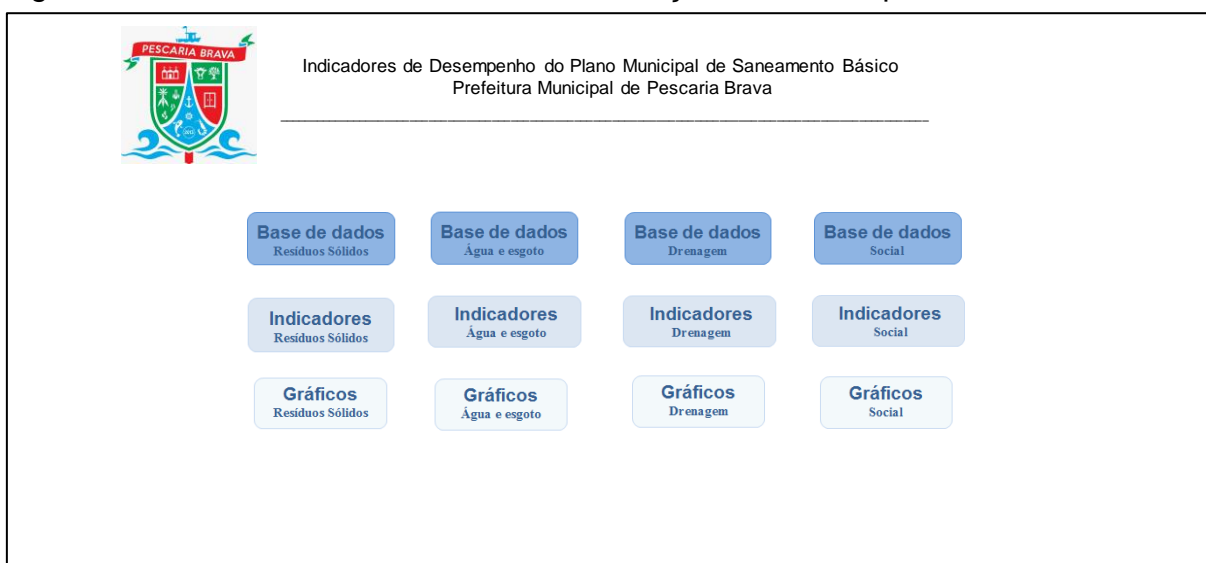 PESCARIA BRAVA
Indicadores de Desempenho do Plano Municipal de Saneamento Básico
Prefeitura Municipal de Pescaria Brava
Base de dados
Resíduos Sólidos
Base de dados
Água e esgoto
Base de dados
Drenagem
Base de dados
Social
Indicadores
Resíduos Sólidos
Indicadores
Água e esgoto
Indicadores
Drenagem
Indicadores
Social
Gráficos
Resíduos Sólidos
Gráficos
Água e esgoto
Gráficos
Drenagem
Gráficos
Social